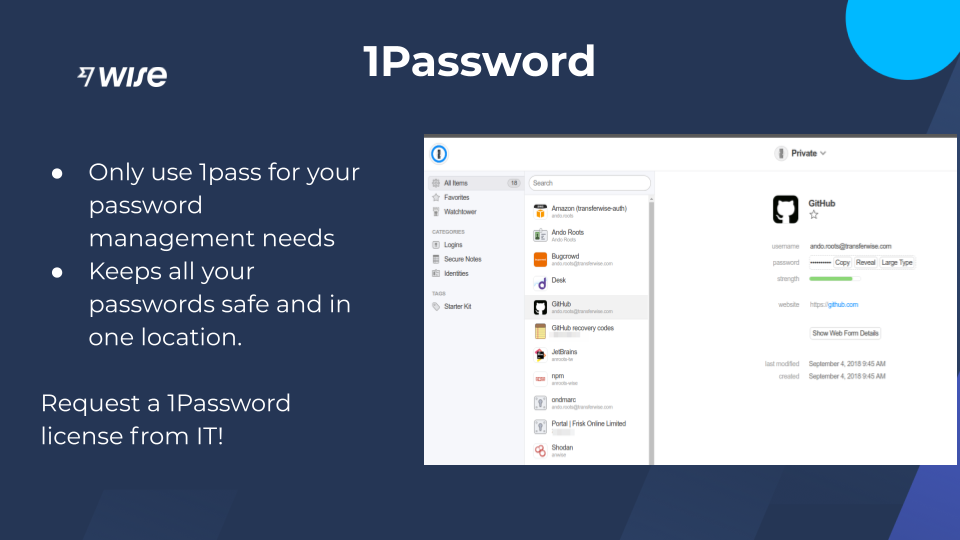 1Password
wise
● Only use 1pass for your
password
management needs
● Keeps all your
passwords safe and in
one location.
Request a 1Password
license from IT!
Private
All Items 18
Favorites
Watchtower
CATEGORIES
Logins
Secure Notes
Identities
TAGS
Starter Kit
Search
Amazon (transferwise-auth)
ando.roots
Ando Roots
Ando Roots
Bugcrowd
ando.roots@transferwise.com
Desk
GitHub
ando.roots@transferwise.com
GitHub recovery codes
JetBrains
anroots-tw
npm
anroots-wise
ondmarc
ando.roots@transferwise.com
Portal | Frisk Online Limited
Shodan
anwise
GitHub
username ando.roots@transferwise.com
password •••••••••• Copy Reveal Large Type
strength
website https://github.com
Show Web Form Details
last modified September 4, 2018 9:45 AM
created September 4, 2018 9:45 AM